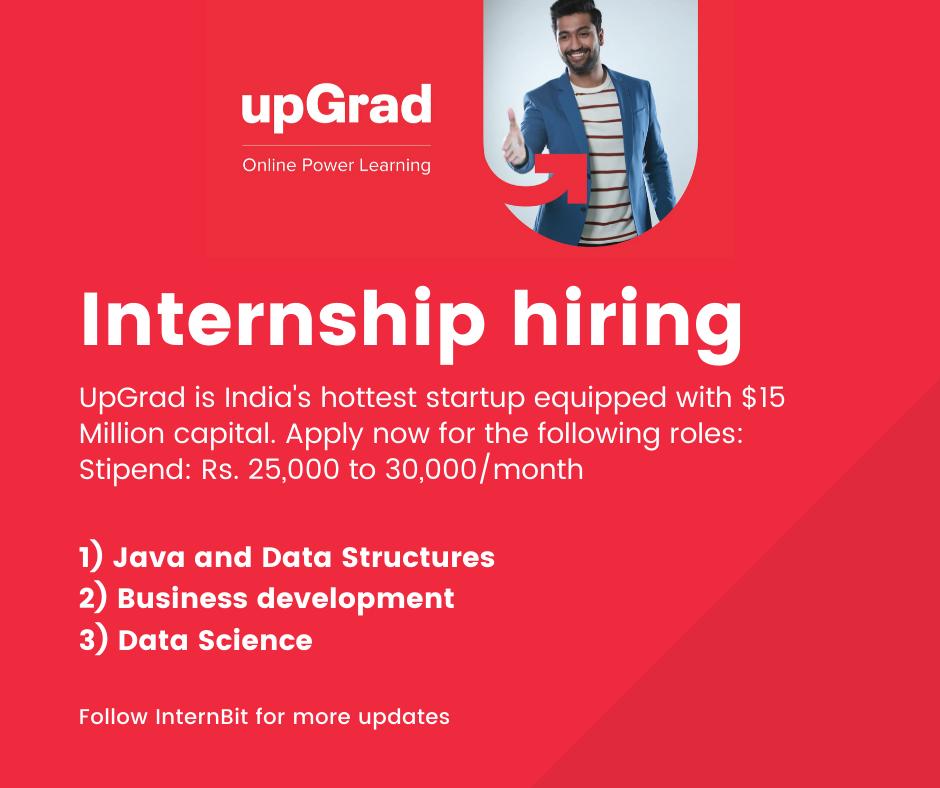 upGrad
Online Power Learning
Internship hiring
UpGrad is India's hottest startup equipped with $15
Million capital. Apply now for the following roles:
Stipend: Rs. 25,000 to 30,000/month
1) Java and Data Structures
2) Business development
3) Data Science
Follow InternBit for more updates